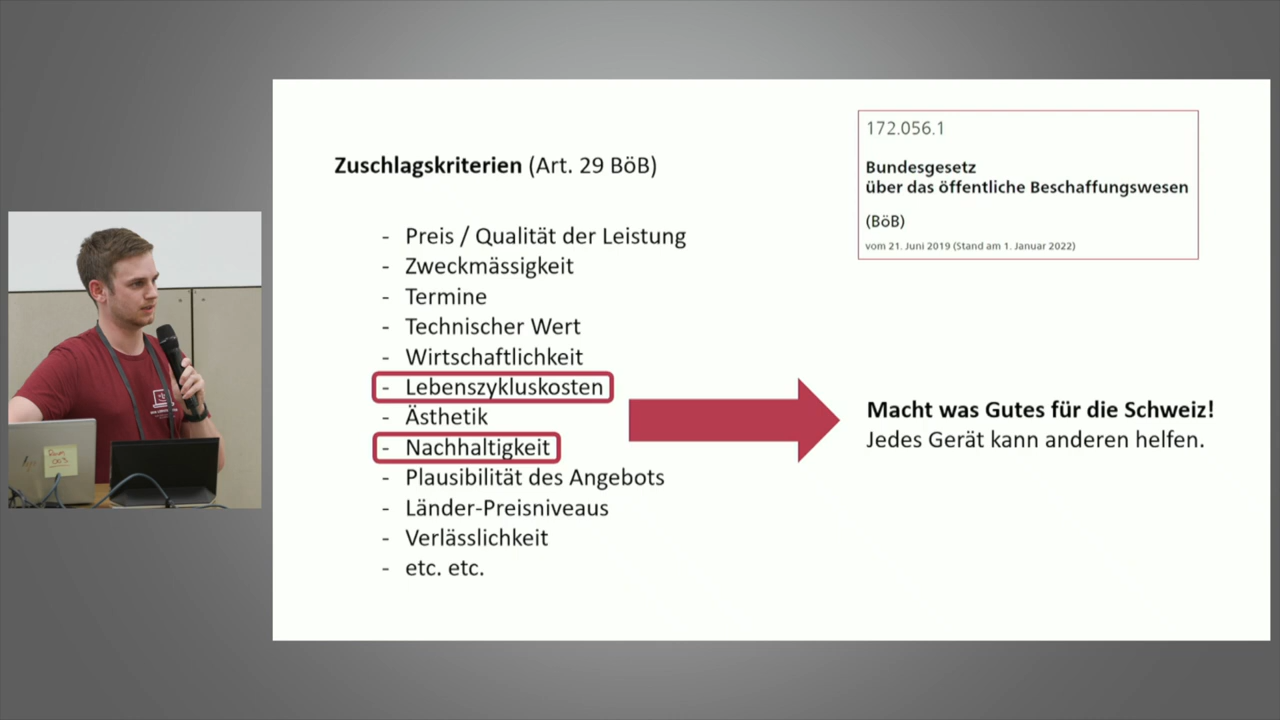 Zuschlagskriterien (Art. 29 BöB)
- Preis / Qualität der Leistung
- Zweckmässigkeit
- Termine
- Technischer Wert
- Wirtschaftlichkeit
- Lebenszykluskosten
- Ästhetik
- Nachhaltigkeit
- Plausibilität des Angebots
- Länder-Preisniveaus
- Verlässlichkeit
- etc. etc.
172.056.1
Bundesgesetz
über das öffentliche Beschaffungswesen
(BöB)
vom 21. Juni 2019 (Stand am 1. Januar 2022)
Macht was Gutes für die Schweiz!
Jedes Gerät kann anderen helfen.
Room
003